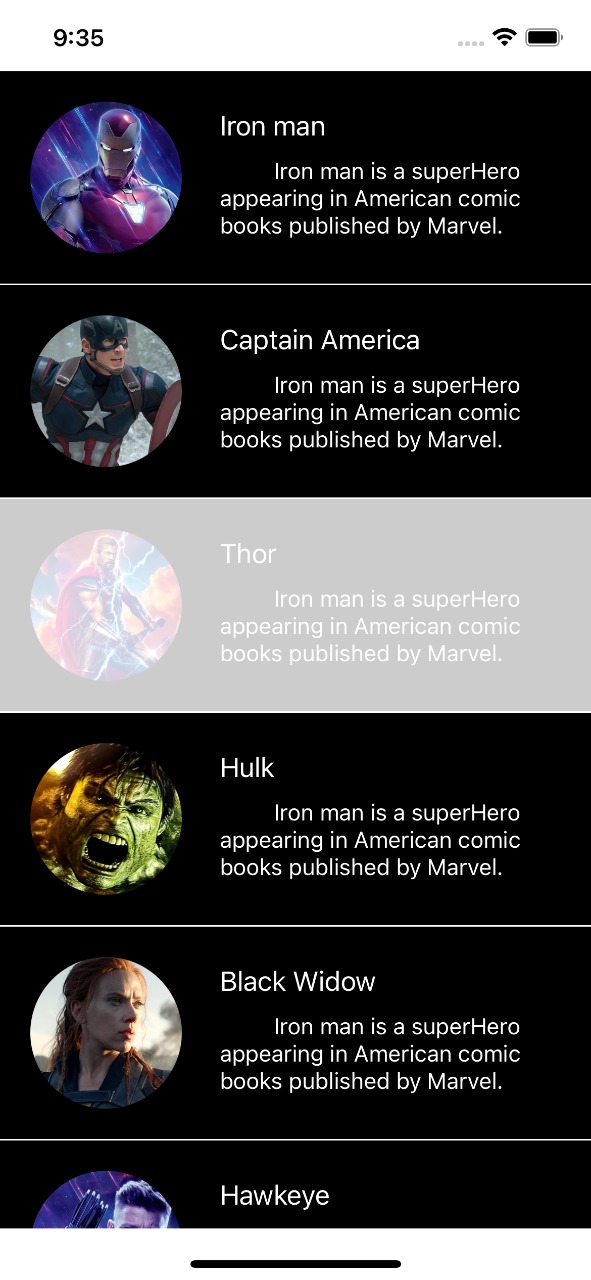 9:35
Iron man
Iron man is a superHero
appearing in American comic
books published by Marvel.
Captain America
Iron man is a superHero
appearing in American comic
books published by Marvel.
Thor
Iron man is a superHero
appearing in American comic
books published by Marvel.
Hulk
Iron man is a superHero
appearing in American comic
books published by Marvel.
Black Widow
Iron man is a superHero
appearing in American comic
books published by Marvel.
Hawkeye